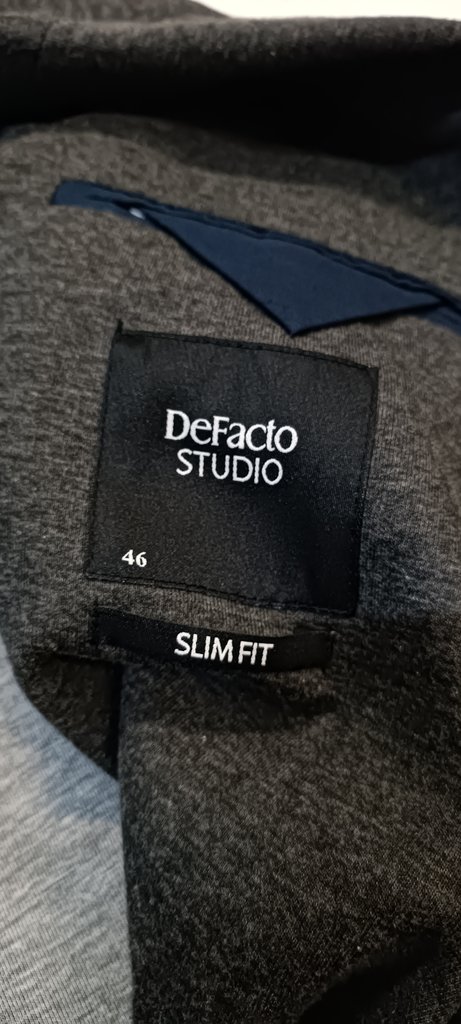 DeFacto
STUDIO
46
SLIM FIT